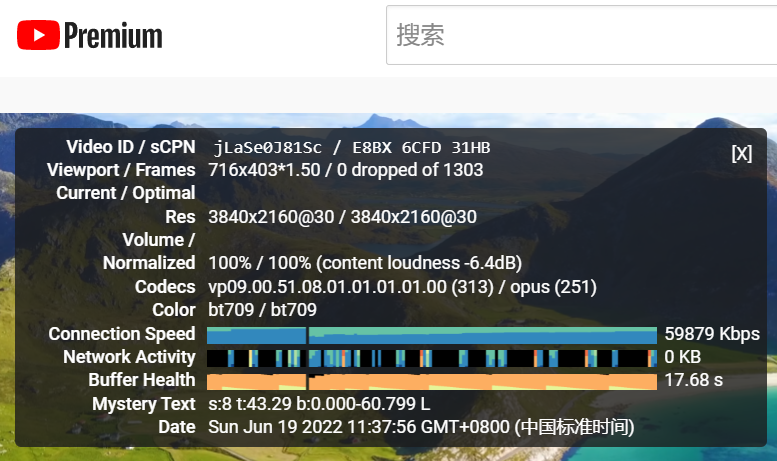 Premium
搜索
Video ID / sCPN jLaSe0J81Sc / E8BX 6CFD 31HB
[X]
Viewport / Frames 716x403*1.50 / 0 dropped of 1303
Current / Optimal
Res 3840x2160@30 / 3840x2160@30
Volume /
Normalized 100% / 100% (content loudness -6.4dB)
Codecs vp09.00.51.08.01.01.01.01.00 (313) / opus (251)
Color bt709 / bt709
Connection Speed 59879 Kbps
Network Activity 0 KB
Buffer Health 17.68 s
Mystery Text s:8 t:43.29 b:0.000-60.799 L
Date Sun Jun 19 2022 11:37:56 GMT+0800 (中国标准时间)